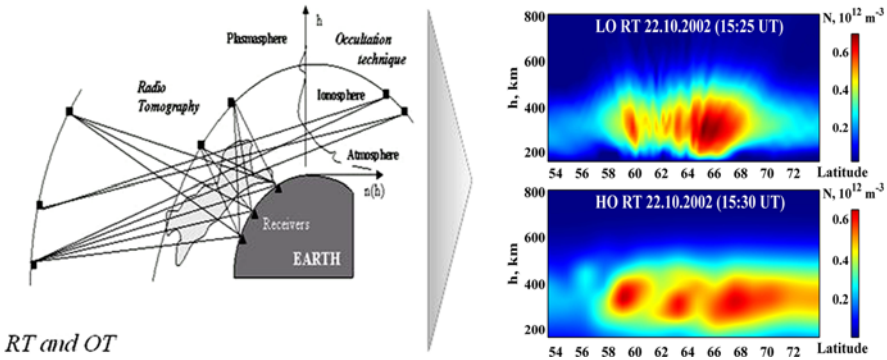 h
Plasmasphere
Occultation
technique
Radio
Tomography
Ionosphere
Atmosphere
n(h)
Receivers
EARTH
RT and OT
N, 10¹² m⁻³
LO RT 22.10.2002 (15:25 UT)
800
600
400
200
h, km
0.6
0.4
0.2
54 56 58 60 62 64 66 68 70 72
Latitude
N, 10¹² m⁻³
HO RT 22.10.2002 (15:30 UT)
800
600
400
200
h, km
0.6
0.4
0.2
54 56 58 60 62 64 66 68 70 72
Latitude